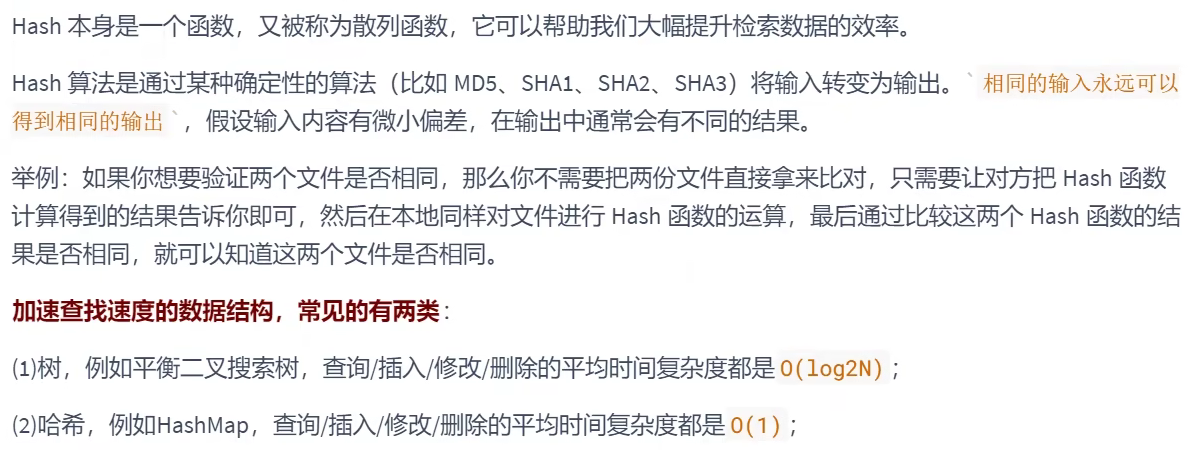 Hash 本身是一个函数，又被称为散列函数，它可以帮助我们大幅提升检索数据的效率。
Hash 算法是通过某种确定性的算法（比如 MD5、SHA1、SHA2、SHA3）将输入转变为输出。` 相同的输入永远可以
得到相同的输出 `，假设输入内容有微小偏差，在输出中通常会有不同的结果。
举例：如果你想要验证两个文件是否相同，那么你不需要把两份文件直接拿来比对，只需要让对方把 Hash 函数
计算得到的结果告诉你即可，然后在本地同样对文件进行 Hash 函数的运算，最后通过比较这两个 Hash 函数的结
果是否相同，就可以知道这两个文件是否相同。
加速查找速度的数据结构，常见的有两类：
(1)树，例如平衡二叉搜索树，查询/插入/修改/删除的平均时间复杂度都是 O(log2N)；
(2)哈希，例如HashMap，查询/插入/修改/删除的平均时间复杂度都是 O(1)；